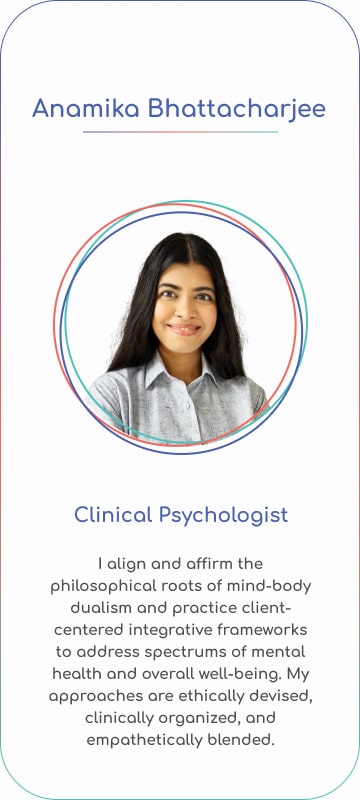 Anamika Bhattacharjee
Clinical Psychologist
I align and affirm the
philosophical roots of mind-body
dualism and practice client-
centered integrative frameworks
to address spectrums of mental
health and overall well-being. My
approaches are ethically devised,
clinically organized, and
empathetically blended.